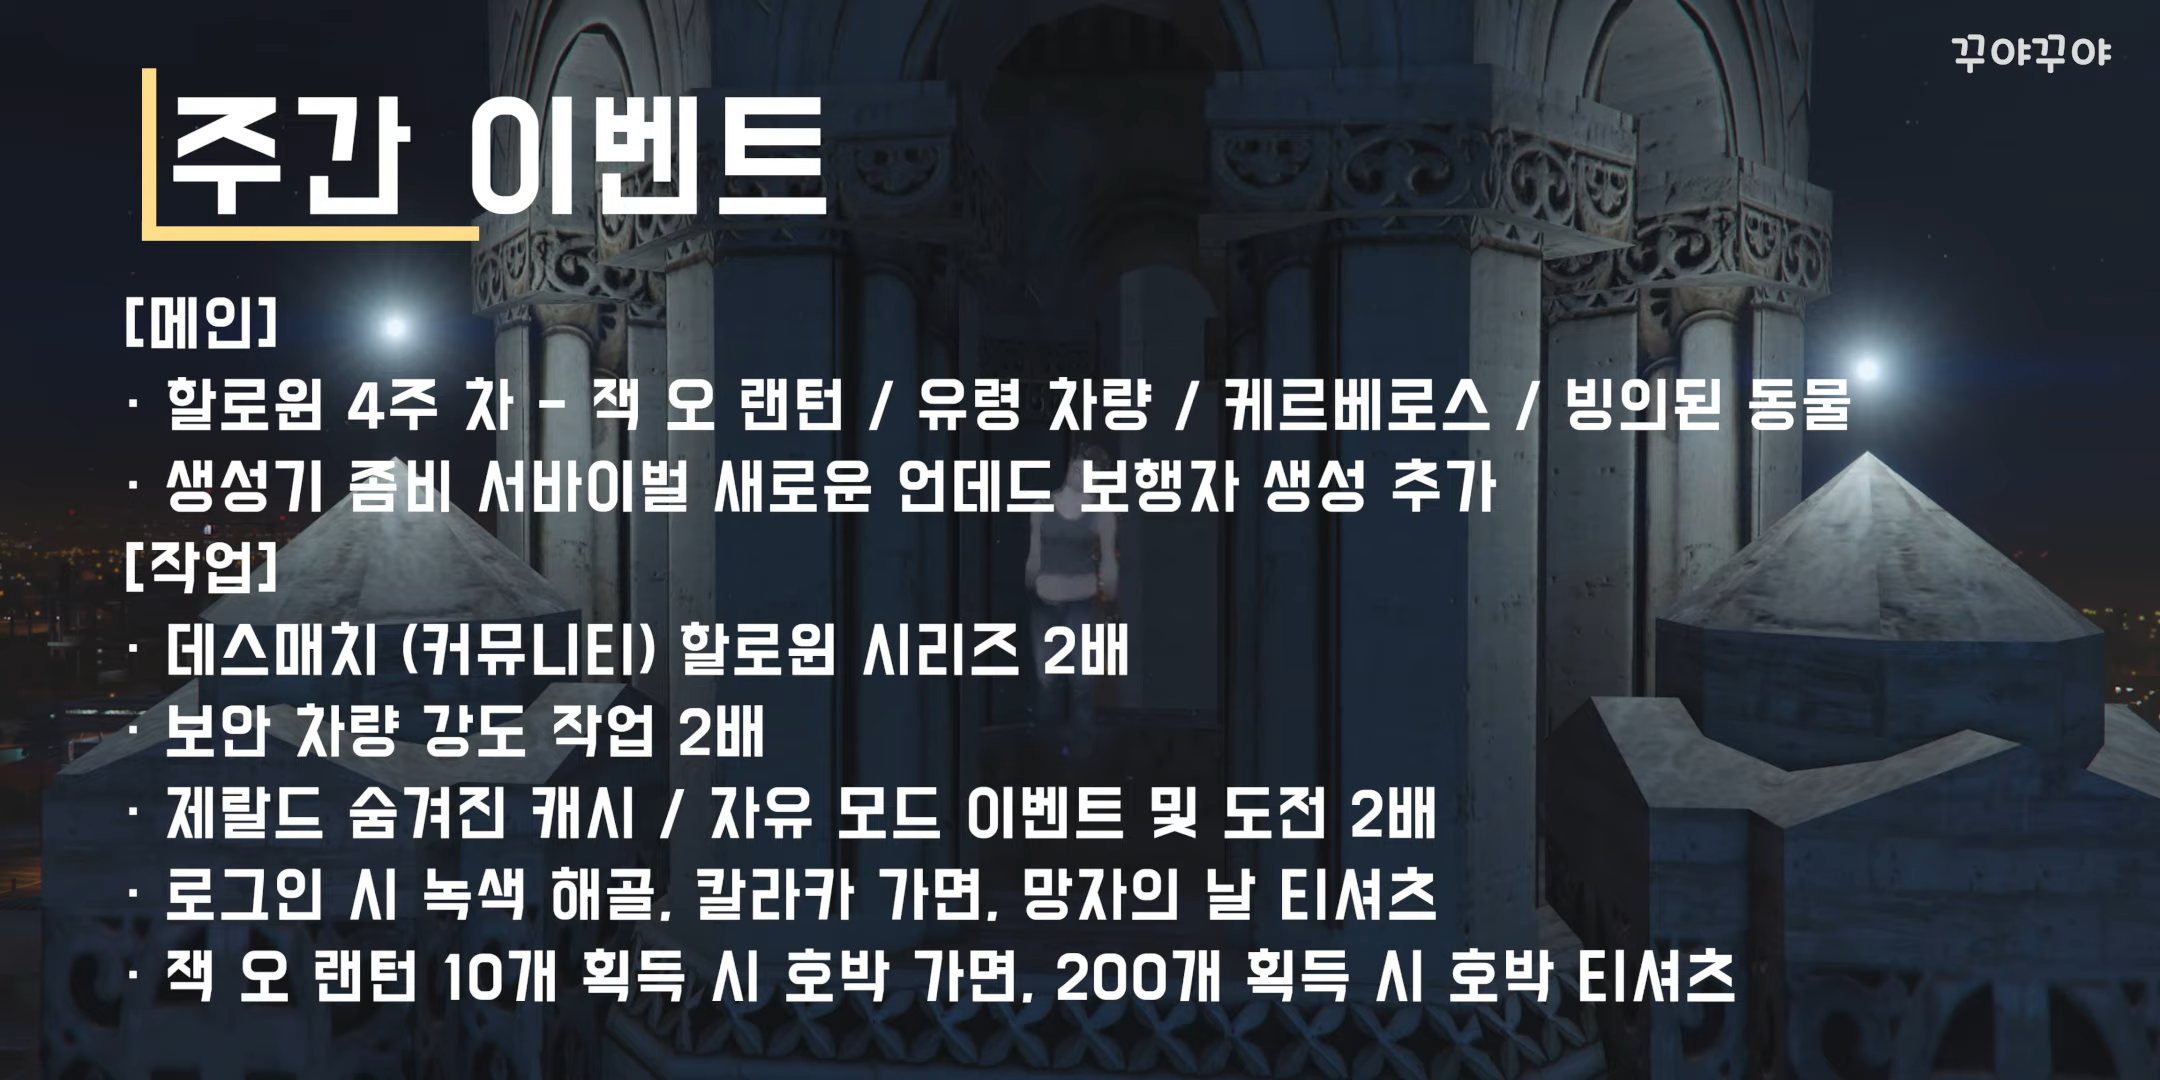 꾸야꾸야
주간 이벤트
[메인]
· 할로윈 4주 차 - 잭 오 랜턴 / 유령 차량 / 케르베로스 / 빙의된 동물
· 생성기 좀비 서바이벌 새로운 언데드 보행자 생성 추가
[작업]
· 데스매치 (커뮤니티) 할로윈 시리즈 2배
· 보안 차량 강도 작업 2배
· 제랄드 숨겨진 캐시 / 자유 모드 이벤트 및 도전 2배
· 로그인 시 녹색 해골, 칼라카 가면, 망자의 날 티셔츠
· 잭 오 랜턴 10개 획득 시 호박 가면, 200개 획득 시 호박 티셔츠